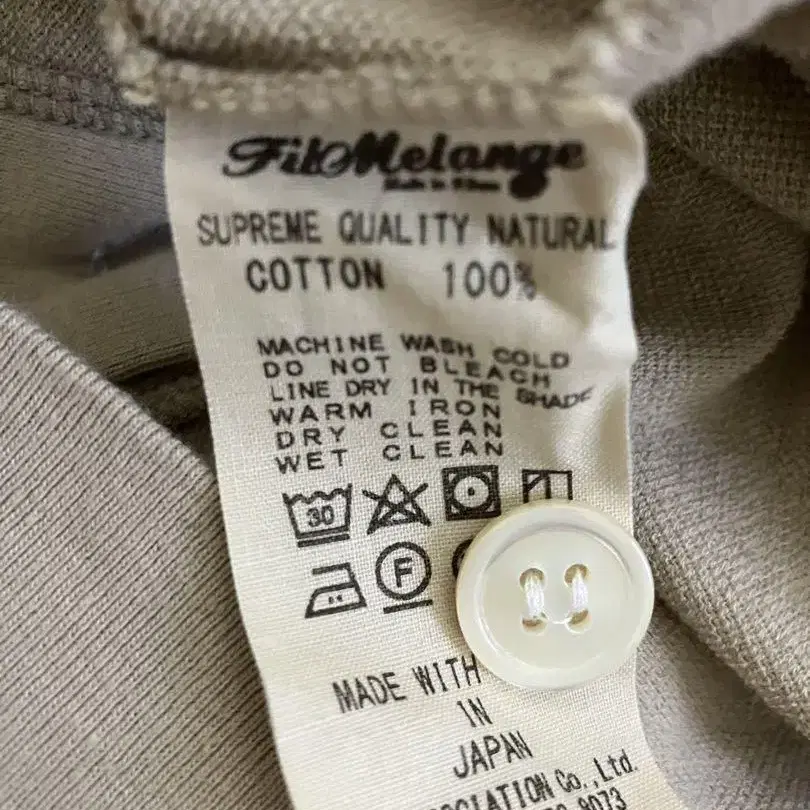 FilMelange
SUPREME QUALITY NATURAL
COTTON 100%
MACHINE WASH COLD
DO NOT BLEACH
LINE DRY IN THE SHADE
WARM IRON
DRY CLEAN
WET CLEAN
30
F
MADE WITH
IN
JAPAN
Co.,Ltd.
9073